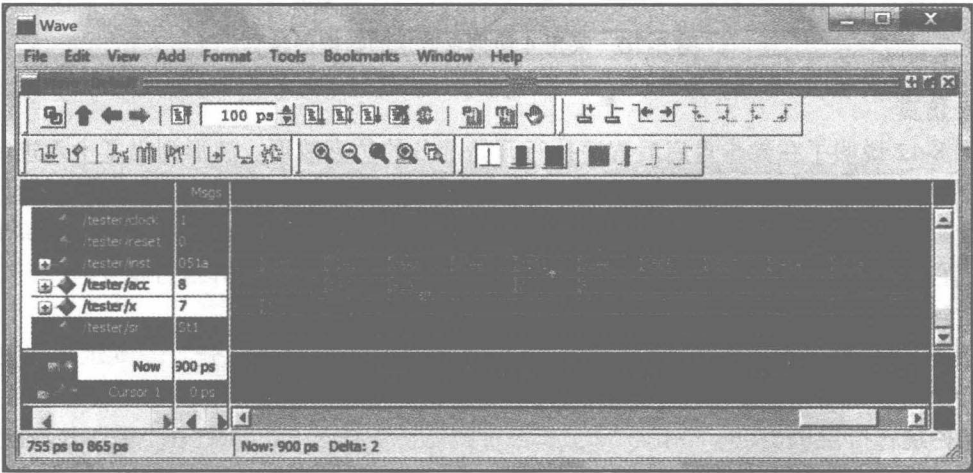 Wave
File Edit View Add Format Tools Bookmarks Window Help
100 ps
Msgs
/tester/clock 1
/tester/reset 0
/tester/inst 051a
/tester/acc 8
/tester/x 7
/tester/sr St1
Now 900 ps
Cursor 1 0 ps
755 ps to 865 ps Now: 900 ps Delta: 2